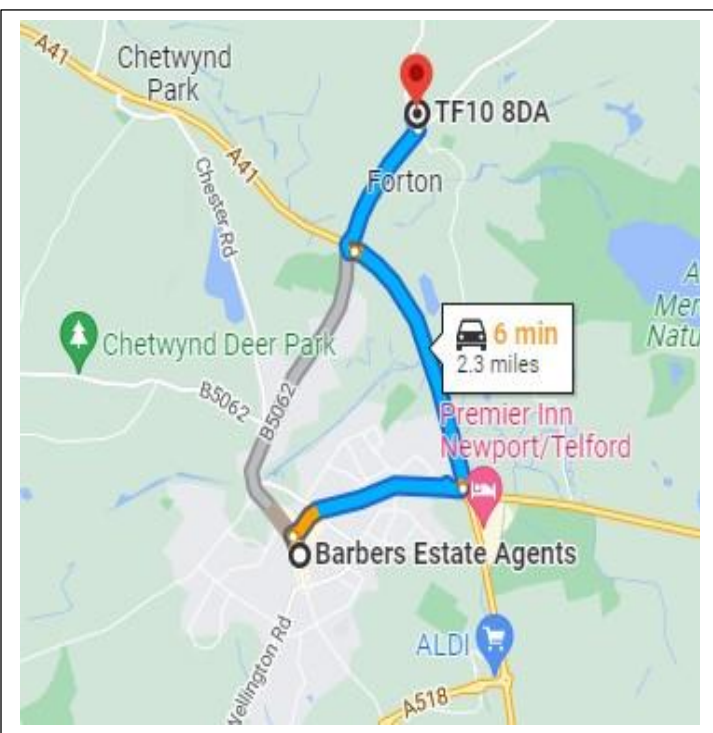 A41
Chetwynd
Park
TF10 8DA
A41
Forton
Chester Rd
6 min
2.3 miles
A
Mer
Natu
Chetwynd Deer Park
B5062
B5062
Premier Inn
Newport/Telford
Barbers Estate Agents
ALDI
Wellington Rd
A518